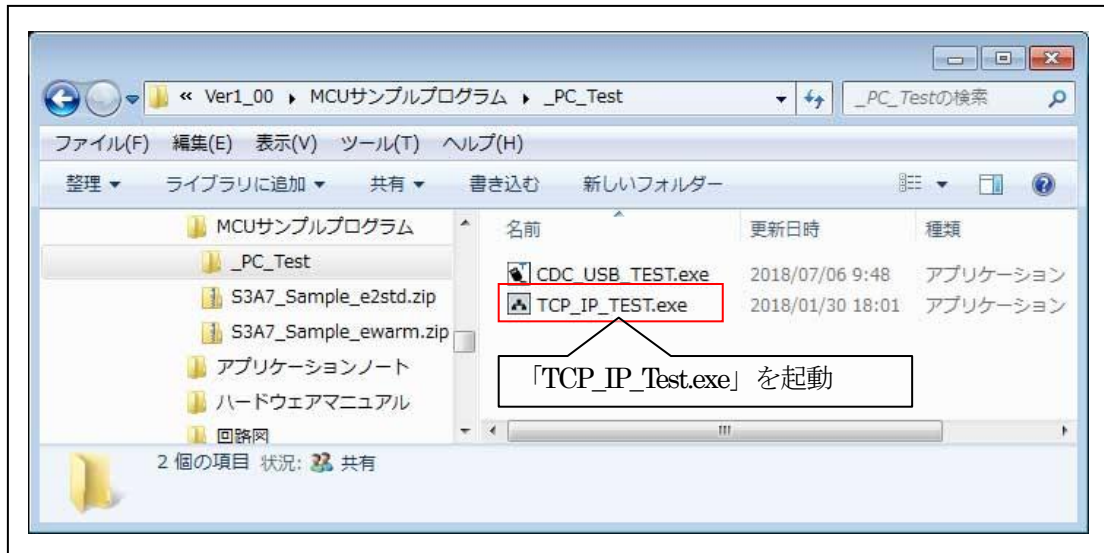 « Ver1_00 ▸ MCUサンプルプログラム ▸ _PC_Test
_PC_Testの検索
ファイル(F) 編集(E) 表示(V) ツール(T) ヘルプ(H)
整理 ▼ ライブラリに追加 ▼ 共有 ▼ 書き込む 新しいフォルダー
MCUサンプルプログラム
_PC_Test
S3A7_Sample_e2std.zip
S3A7_Sample_ewarm.zip
アプリケーションノート
ハードウェアマニュアル
回路図
名前 更新日時 種類
CDC_USB_TEST.exe 2018/07/06 9:48 アプリケーション
TCP_IP_TEST.exe 2018/01/30 18:01 アプリケーション
「TCP_IP_Test.exe」を起動
2 個の項目 状況: 共有